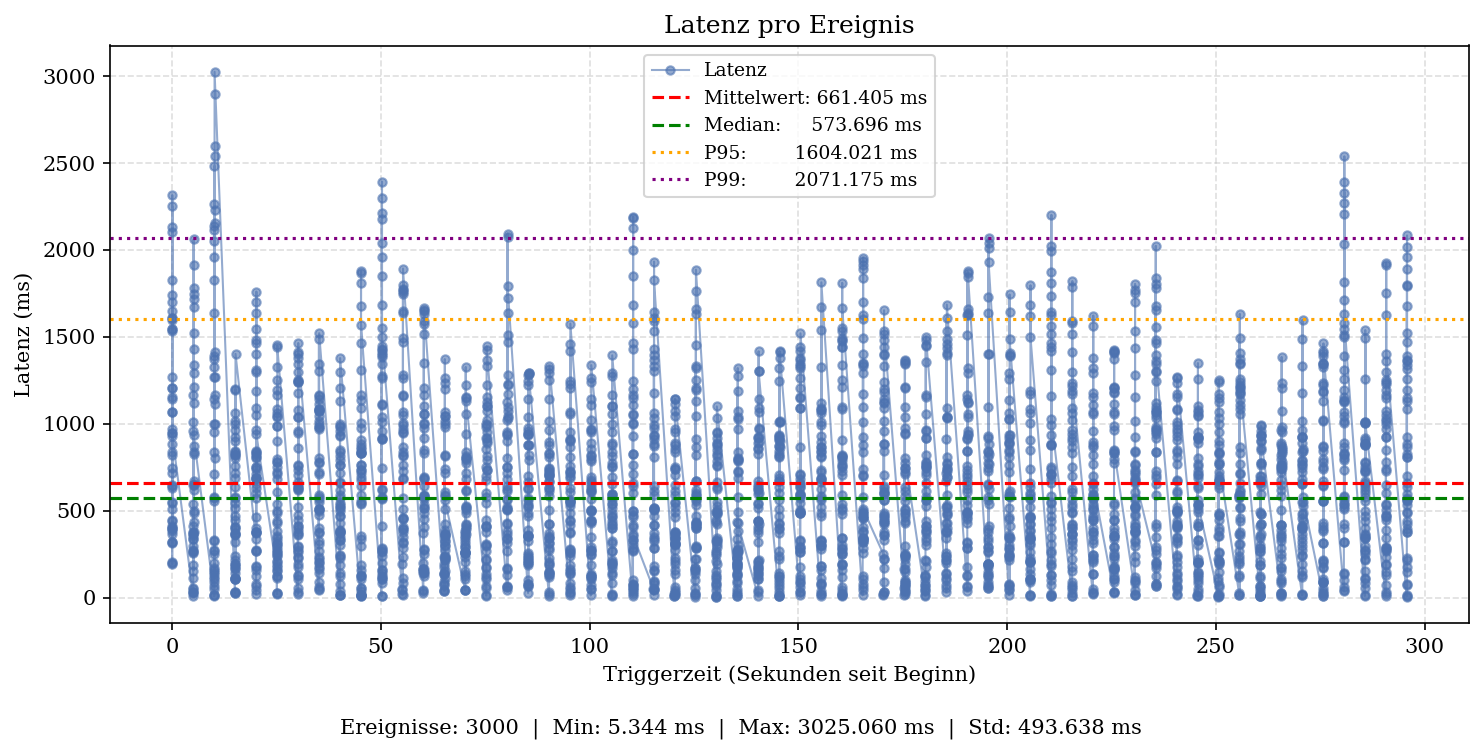 Latenz pro Ereignis
Latenz
Mittelwert: 661.405 ms
Median: 573.696 ms
P95: 1604.021 ms
P99: 2071.175 ms
Latenz (ms)
3000
2500
2000
1500
1000
500
0
0 50 100 150 200 250 300
Triggerzeit (Sekunden seit Beginn)
Ereignisse: 3000 | Min: 5.344 ms | Max: 3025.060 ms | Std: 493.638 ms